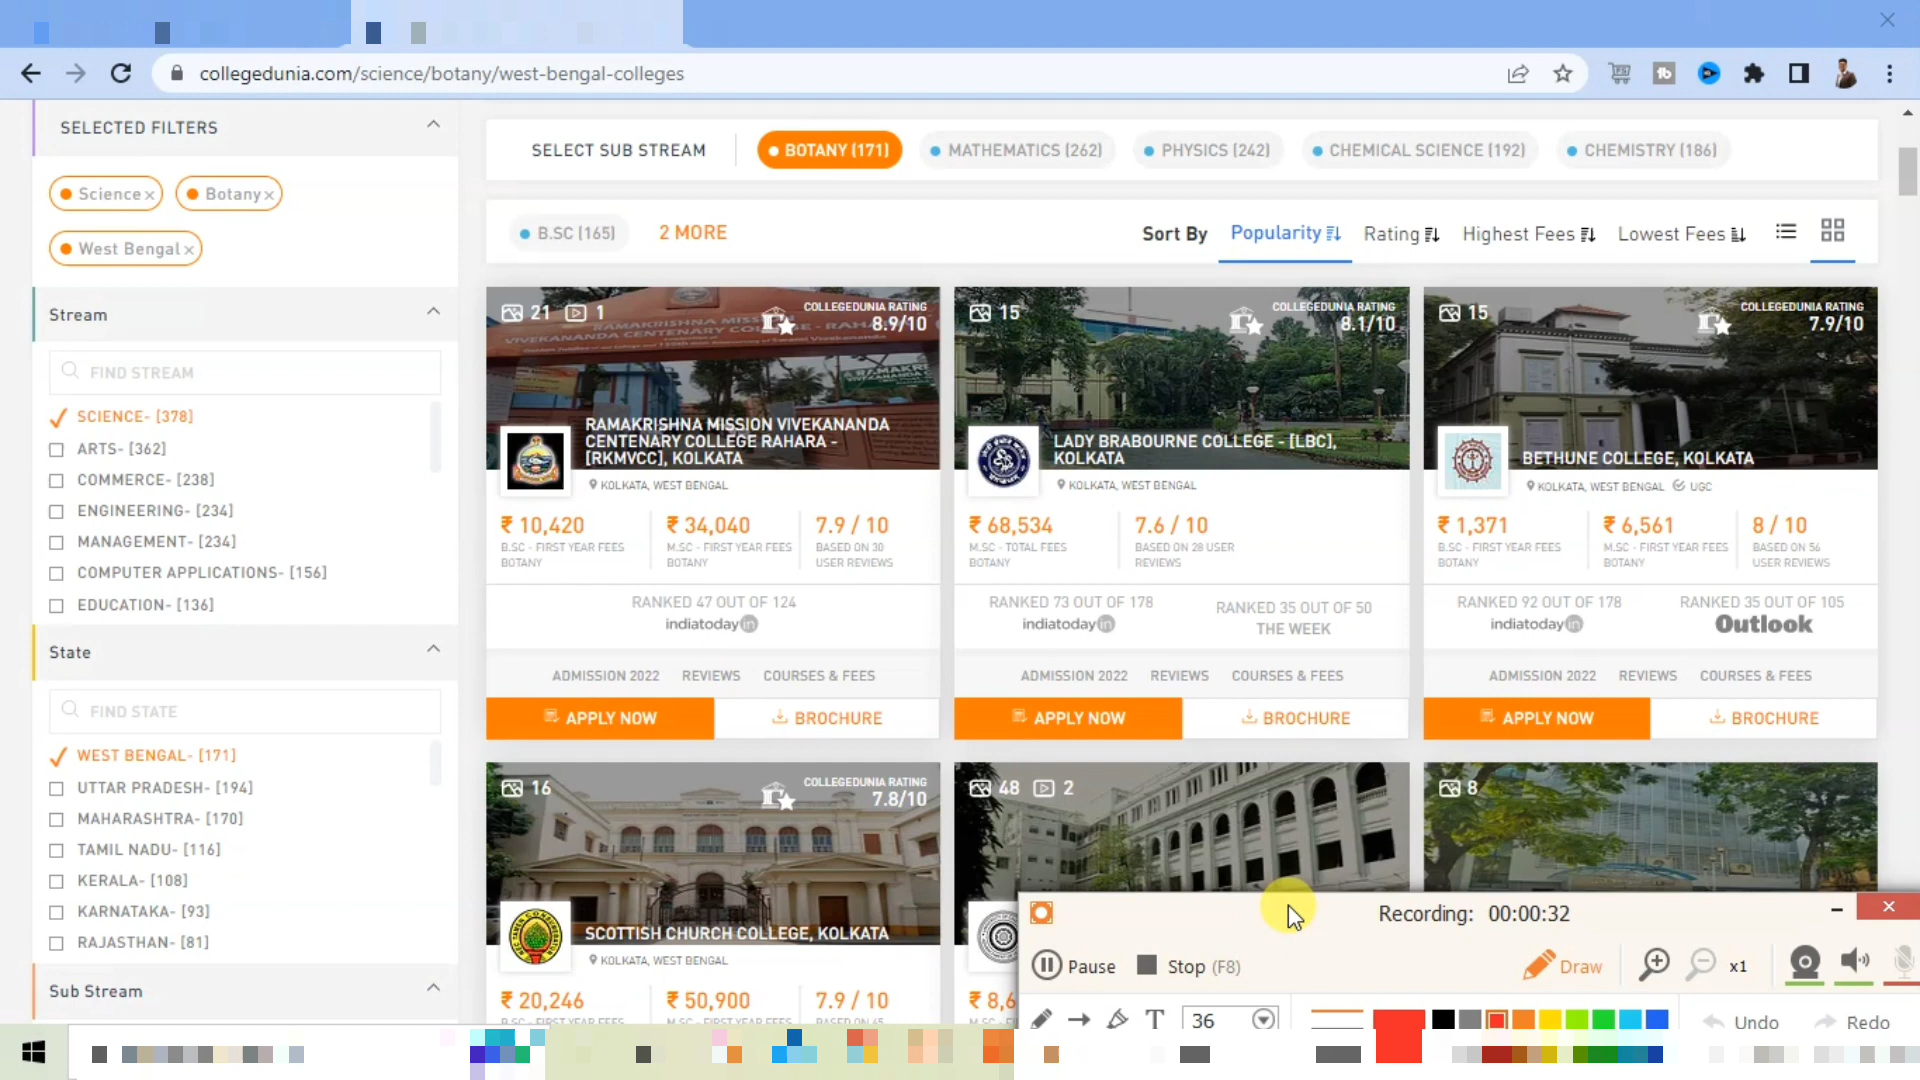 collegedunia.com/science/botany/west-bengal-colleges
SELECTED FILTERS
Science×
Botany×
West Bengal×
Stream
FIND STREAM
SCIENCE- [378]
ARTS- [362]
COMMERCE- [238]
ENGINEERING- [234]
MANAGEMENT- [234]
COMPUTER APPLICATIONS- [156]
EDUCATION- [136]
State
FIND STATE
WEST BENGAL- [171]
UTTAR PRADESH- [194]
MAHARASHTRA- [170]
TAMIL NADU- [116]
KERALA- [108]
KARNATAKA- [93]
RAJASTHAN- [81]
Sub Stream
SELECT SUB STREAM
BOTANY (171)
MATHEMATICS (262)
PHYSICS (242)
CHEMICAL SCIENCE (192)
CHEMISTRY (186)
B.SC (165)
2 MORE
Sort By
Popularity
Rating
Highest Fees
Lowest Fees
21 1
COLLEGEDUNIA RATING
8.9/10
RAMAKRISHNA MISSION VIVEKANANDA
CENTENARY COLLEGE RAHARA -
[RKMVCC], KOLKATA
KOLKATA, WEST BENGAL
₹ 10,420
B.SC - FIRST YEAR FEES
BOTANY
₹ 34,040
M.SC - FIRST YEAR FEES
BOTANY
7.9 / 10
BASED ON 30
USER REVIEWS
RANKED 47 OUT OF 124
indiatoday in
ADMISSION 2022 REVIEWS COURSES & FEES
APPLY NOW
BROCHURE
15
COLLEGEDUNIA RATING
8.1/10
LADY BRABOURNE COLLEGE - [LBC],
KOLKATA
KOLKATA, WEST BENGAL
₹ 68,534
M.SC - TOTAL FEES
BOTANY
7.6 / 10
BASED ON 28 USER
REVIEWS
RANKED 73 OUT OF 178
indiatoday in
RANKED 35 OUT OF 50
THE WEEK
ADMISSION 2022 REVIEWS COURSES & FEES
APPLY NOW
BROCHURE
15
COLLEGEDUNIA RATING
7.9/10
BETHUNE COLLEGE, KOLKATA
KOLKATA, WEST BENGAL UGC
₹ 1,371
B.SC - FIRST YEAR FEES
BOTANY
₹ 6,561
M.SC - FIRST YEAR FEES
BOTANY
8 / 10
BASED ON 56
USER REVIEWS
RANKED 92 OUT OF 178
indiatoday in
RANKED 35 OUT OF 105
Outlook
ADMISSION 2022 REVIEWS COURSES & FEES
APPLY NOW
BROCHURE
16
COLLEGEDUNIA RATING
7.8/10
SCOTTISH CHURCH COLLEGE, KOLKATA
KOLKATA, WEST BENGAL
₹ 20,246
₹ 50,900
7.9 / 10
48 2
₹ 8,6
8
Recording: 00:00:32
Pause
Stop (F8)
Draw
x1
T
36
Undo
Redo